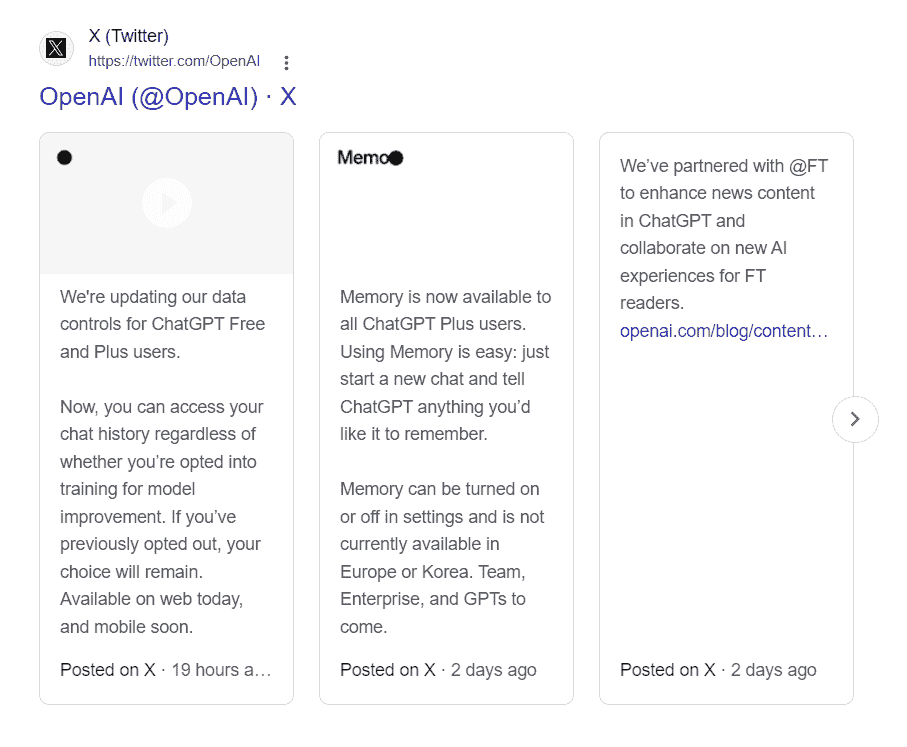 X (Twitter)
https://twitter.com/OpenAI
OpenAI (@OpenAI) · X
We're updating our data
controls for ChatGPT Free
and Plus users.
Now, you can access your
chat history regardless of
whether you’re opted into
training for model
improvement. If you’ve
previously opted out, your
choice will remain.
Available on web today,
and mobile soon.
Posted on X · 19 hours a…
Memo
Memory is now available to
all ChatGPT Plus users.
Using Memory is easy: just
start a new chat and tell
ChatGPT anything you’d
like it to remember.
Memory can be turned on
or off in settings and is not
currently available in
Europe or Korea. Team,
Enterprise, and GPTs to
come.
Posted on X · 2 days ago
We’ve partnered with @FT
to enhance news content
in ChatGPT and
collaborate on new AI
experiences for FT
readers.
openai.com/blog/content…
Posted on X · 2 days ago